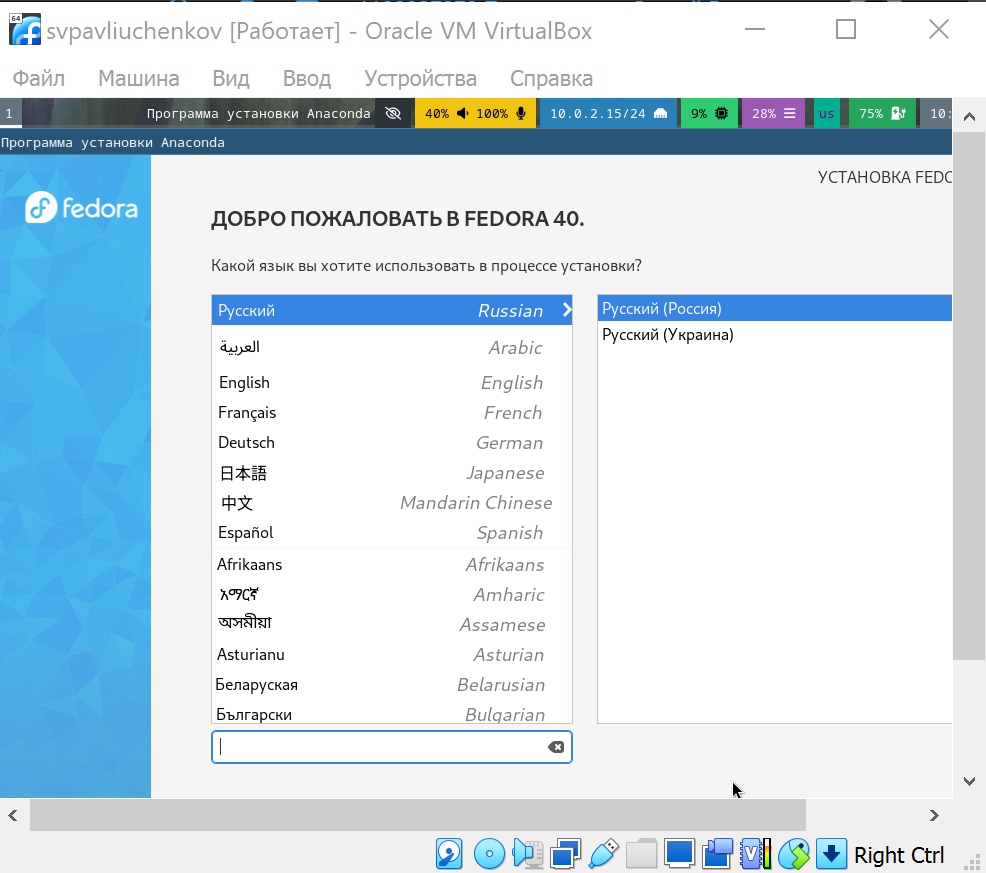 svpavliuchenkov [Работает] - Oracle VM VirtualBox
Файл Машина Вид Ввод Устройства Справка
1 Программа установки Anaconda 40% 100% 10.0.2.15/24 9% 28% us 75% 10:
Программа установки Anaconda
fedora
УСТАНОВКА FEDO
ДОБРО ПОЖАЛОВАТЬ В FEDORA 40.
Какой язык вы хотите использовать в процессе установки?
Русский Russian
العربية Arabic
English English
Français French
Deutsch German
日本語 Japanese
中文 Mandarin Chinese
Español Spanish
Afrikaans Afrikaans
አማርኛ Amharic
অসমীয়া Assamese
Asturianu Asturian
Беларуская Belarusian
Български Bulgarian
Русский (Россия)
Русский (Украина)
Right Ctrl